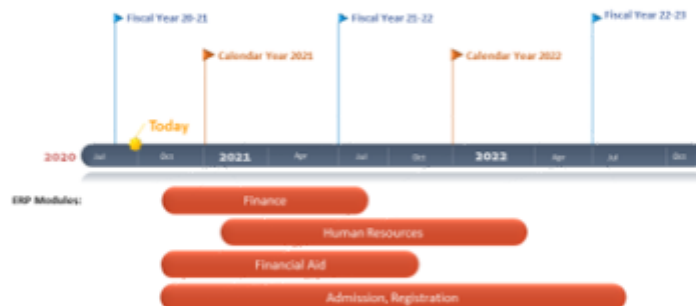 Fiscal Year 20-21
Fiscal Year 21-22
Fiscal Year 22-23
Calendar Year 2021
Calendar Year 2022
Today
2020 Jul Oct 2021 Apr Jul Oct 2022 Apr Jul Oct
ERP Modules:
Finance
Human Resources
Financial Aid
Admission, Registration